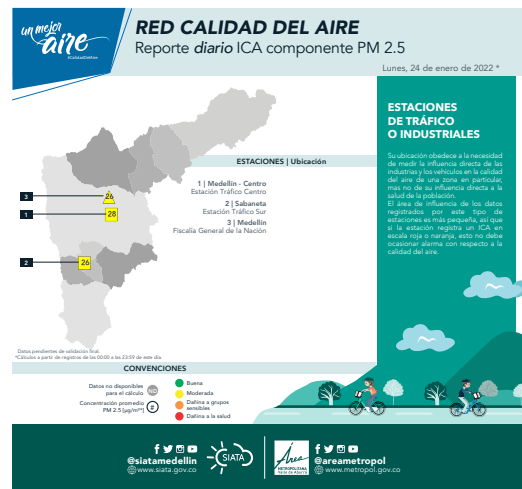 un mejor
aire
#CalidadDelAire
RED CALIDAD DEL AIRE
Reporte diario ICA componente PM 2.5
Lunes, 24 de enero de 2022 *
ESTACIONES
DE TRÁFICO
O INDUSTRIALES
Su ubicación obedece a la necesidad
de medir la influencia directa de las
industrias y los vehículos en la calidad
del aire de una zona en particular,
mas no de su influencia directa a la
salud de la población.
El área de influencia de los datos
registrados por este tipo de
estaciones es más pequeña, así que
si la estación registra un ICA en
escala roja o naranja, esto no debe
ocasionar alarma con respecto a la
calidad del aire.
ESTACIONES | Ubicación
1 | Medellín - Centro
Estación Tráfico Centro
2 | Sabaneta
Estación Tráfico Sur
3 | Medellín
Fiscalía General de la Nación
3
26
1
28
2
26
Datos pendientes de validación final.
*Cálculos a partir de registros de las 00:00 a las 23:59 de este día.
CONVENCIONES
Datos no disponibles
para el cálculo
ND
Concentración promedio
PM 2.5 [µg/m³]
#
Buena
Moderada
Dañina a grupos
sensibles
Dañina a la salud
@siatamedellin
www.siata.gov.co
SIATA
Área
METROPOLITANA
Valle de Aburrá
@areametropol
www.metropol.gov.co